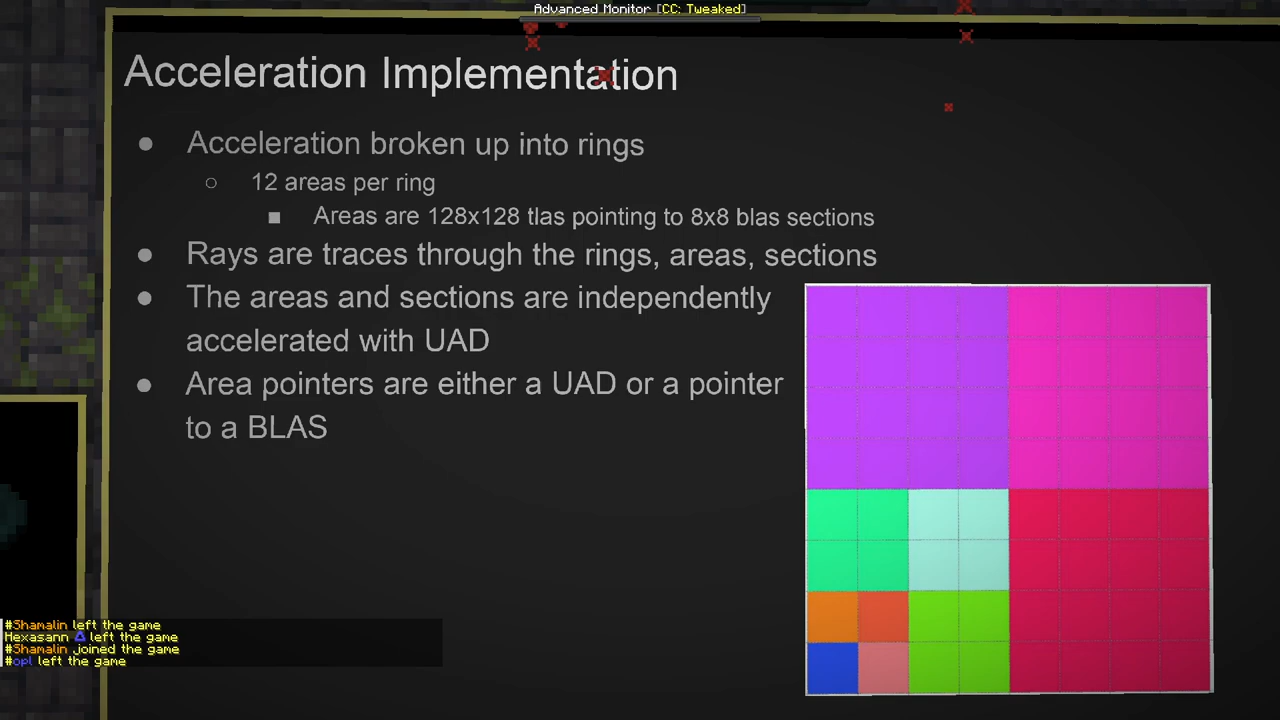 Advanced Monitor [CC: Tweaked]
Acceleration Implementation
● Acceleration broken up into rings
○ 12 areas per ring
■ Areas are 128x128 tlas pointing to 8x8 blas sections
● Rays are traces through the rings, areas, sections
● The areas and sections are independently
accelerated with UAD
● Area pointers are either a UAD or a pointer
to a BLAS
#Shamalin left the game
Hexasann Δ left the game
#Shamalin joined the game
#opl left the game